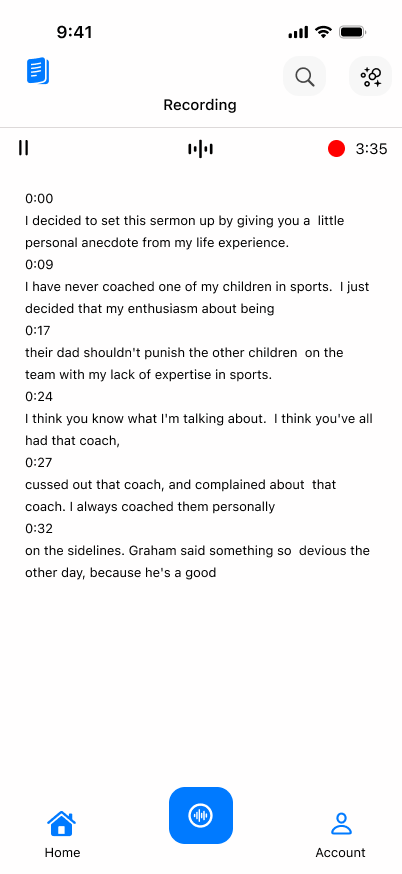 9:41
Recording
3:35
0:00
I decided to set this sermon up by giving you a  little
personal anecdote from my life experience.
0:09
I have never coached one of my children in sports.  I just
decided that my enthusiasm about being
0:17
their dad shouldn't punish the other children  on the
team with my lack of expertise in sports.
0:24
I think you know what I'm talking about.  I think you've all
had that coach,
0:27
cussed out that coach, and complained about  that
coach. I always coached them personally
0:32
on the sidelines. Graham said something so  devious the
other day, because he's a good
Home
Account